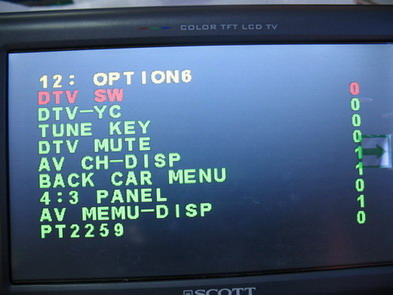 COLOR TFT LCD TV
12: OPTION6
DTV SW 0
DTV-YC 0
TUNE KEY 0
DTV MUTE 0
AV CH-DISP 1
BACK CAR MENU 1
4:3 PANEL 0
AV MEMU-DISP 1
PT2259 0
SCOTT